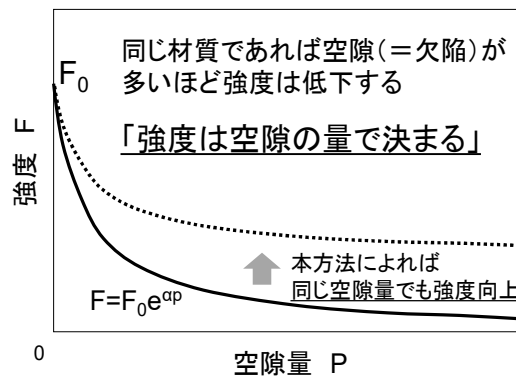 同じ材質であれば空隙（＝欠陥）が
多いほど強度は低下する
「強度は空隙の量で決まる」
F0
強度 F
本方法によれば
同じ空隙量でも強度向上
F=F0e^αp
0
空隙量 P